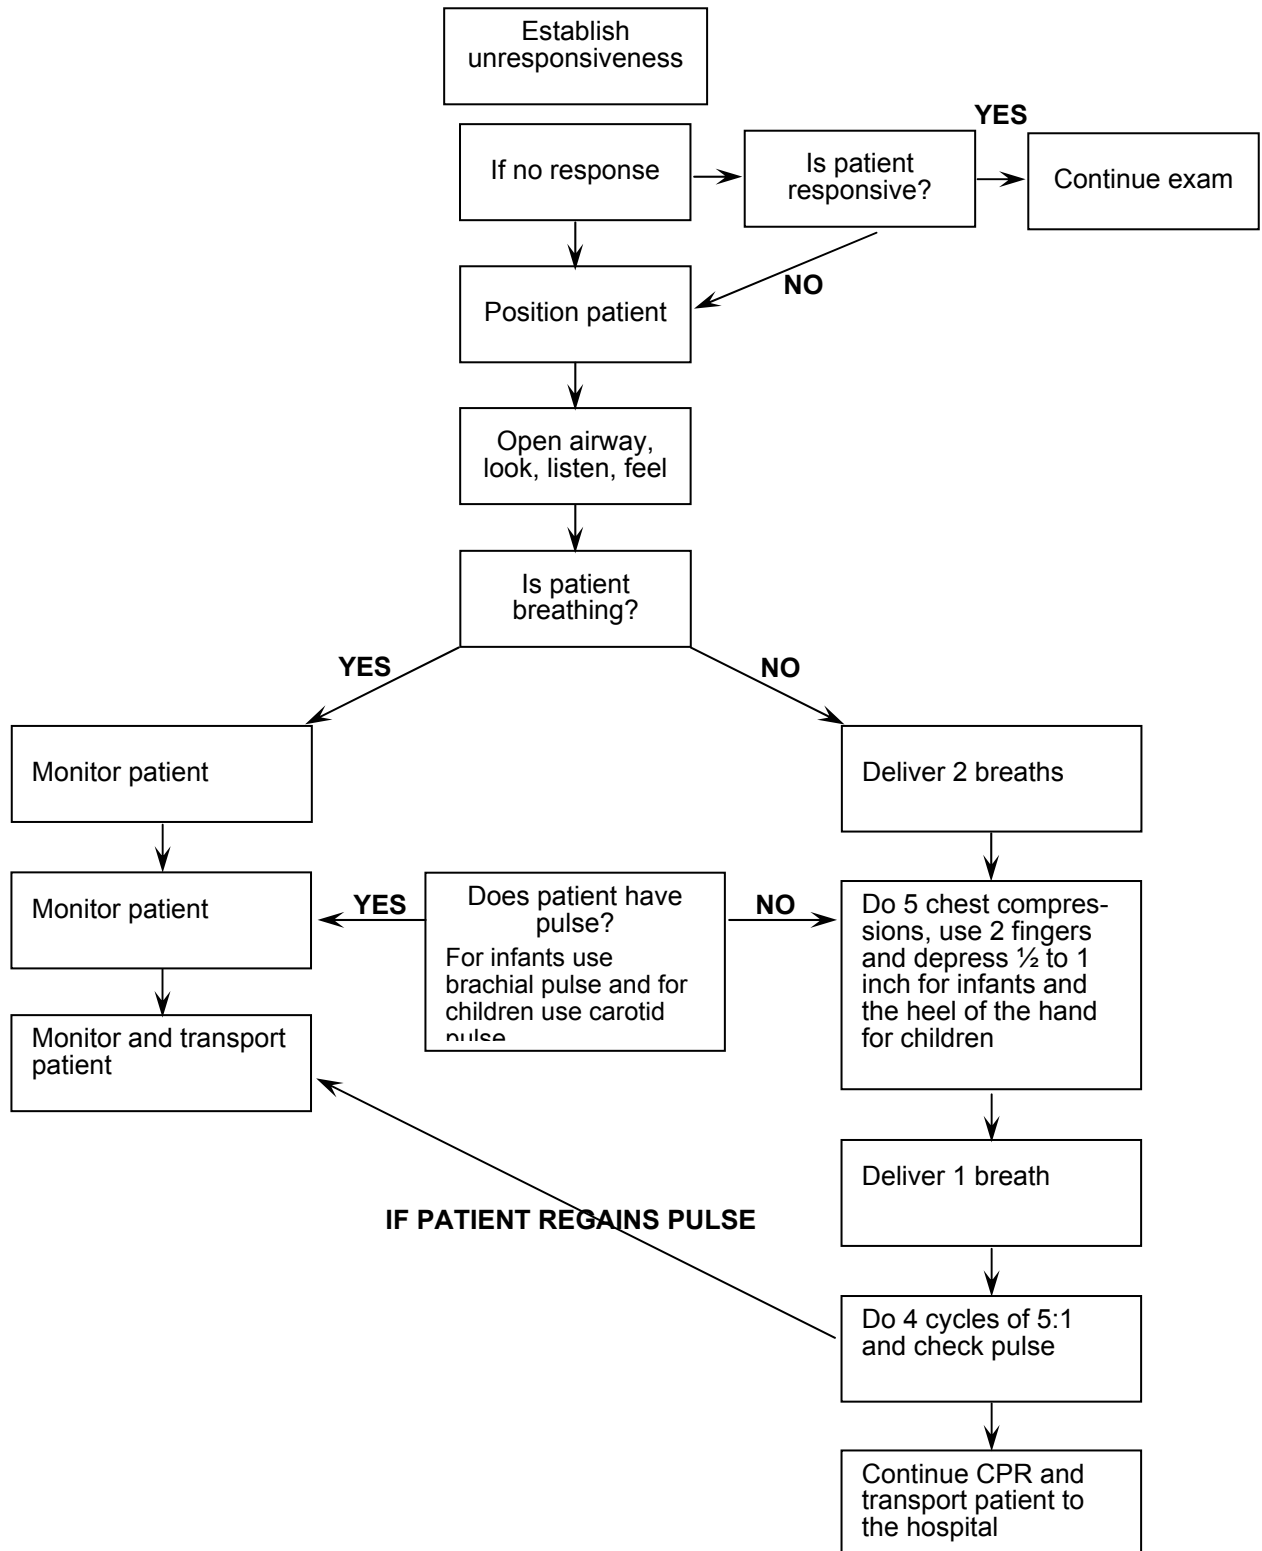 Establish
unresponsiveness
YES
If no response
Is patient
responsive?
Continue exam
NO
Position patient
Open airway,
look, listen, feel
Is patient
breathing?
YES
NO
Monitor patient
Deliver 2 breaths
Monitor patient
YES
Does patient have
pulse?
For infants use
brachial pulse and for
children use carotid
pulse
NO
Do 5 chest compres-
sions, use 2 fingers
and depress ½ to 1
inch for infants and
the heel of the hand
for children
Monitor and transport
patient
Deliver 1 breath
IF PATIENT REGAINS PULSE
Do 4 cycles of 5:1
and check pulse
Continue CPR and
transport patient to
the hospital